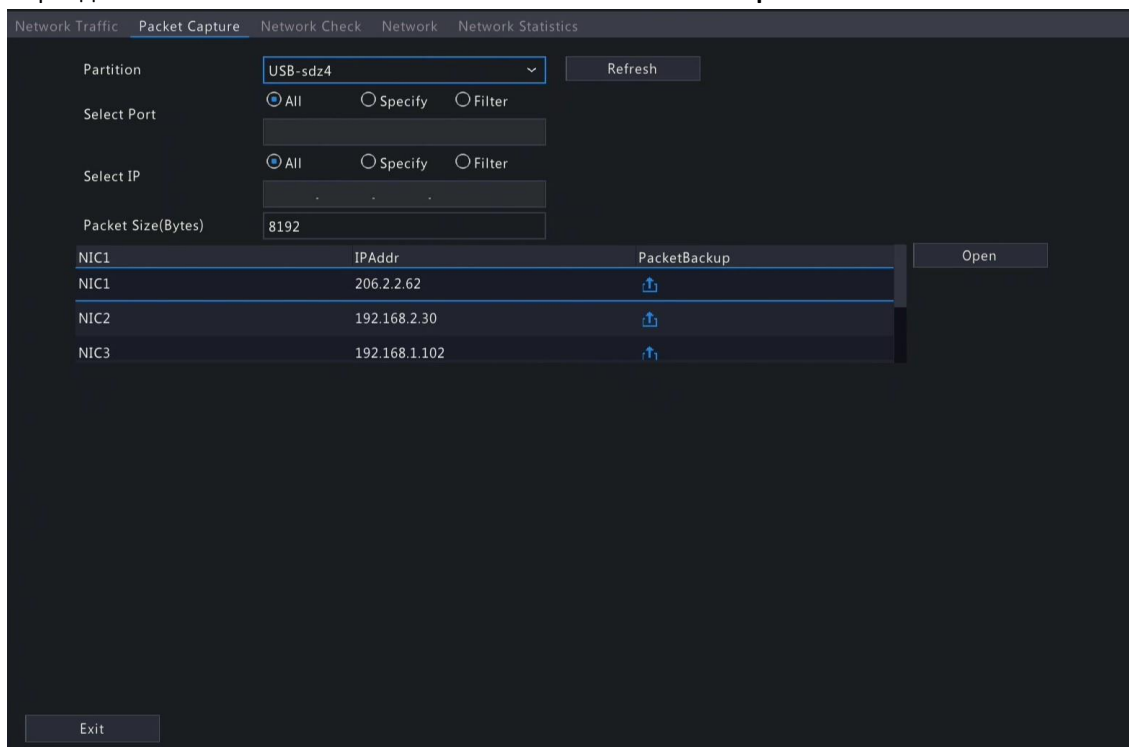 Network Traffic Packet Capture Network Check Network Network Statistics
Partition USB-sdz4 Refresh
All Specify Filter
Select Port
All Specify Filter
Select IP
. . .
Packet Size(Bytes) 8192
NIC1 IPAddr PacketBackup Open
NIC1 206.2.2.62
NIC2 192.168.2.30
NIC3 192.168.1.102
Exit